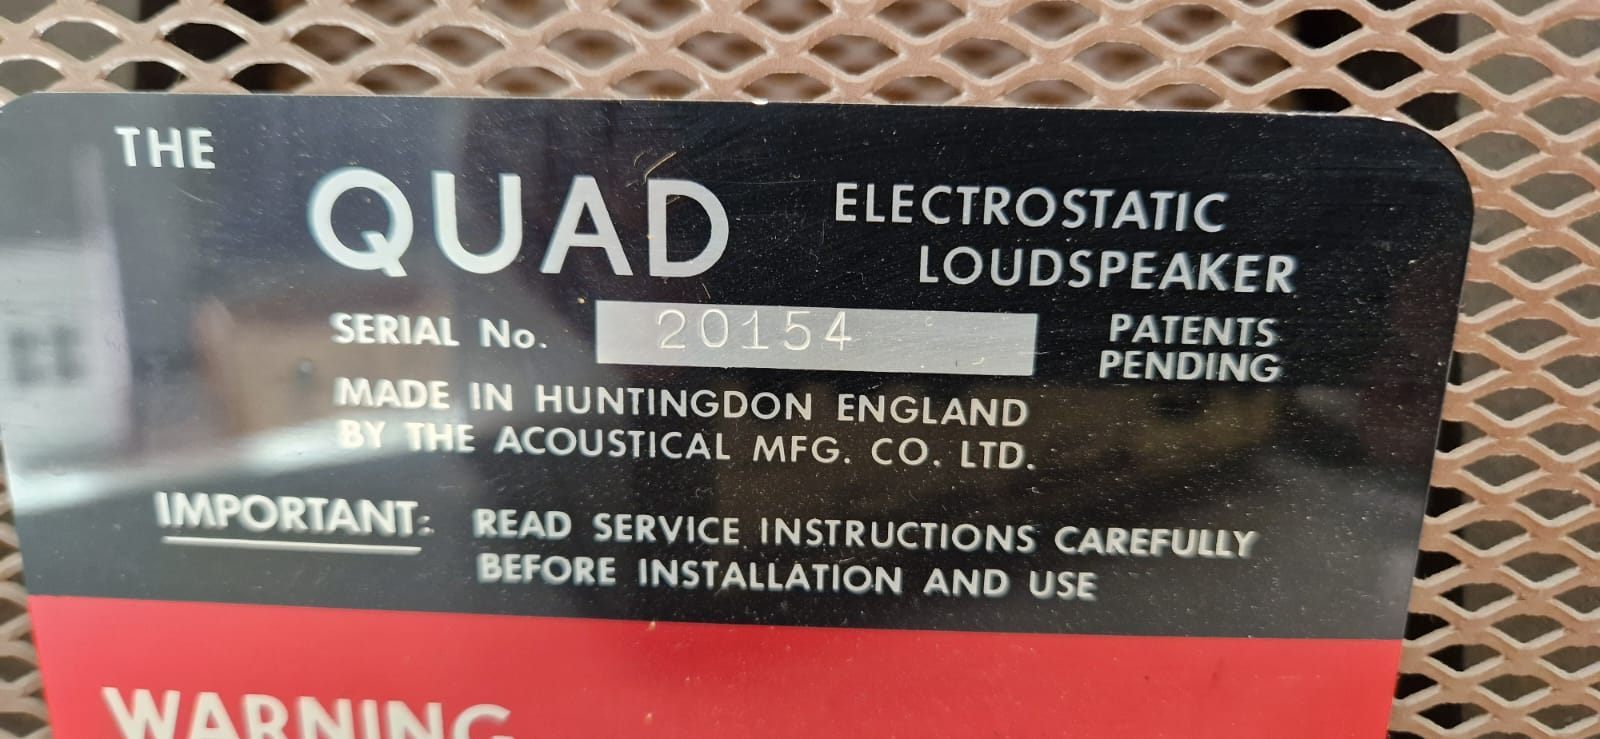 THE
QUAD
ELECTROSTATIC
LOUDSPEAKER
SERIAL No. 20154
PATENTS
PENDING
MADE IN HUNTINGDON ENGLAND
BY THE ACOUSTICAL MFG. CO. LTD.
IMPORTANT: READ SERVICE INSTRUCTIONS CAREFULLY
BEFORE INSTALLATION AND USE
WARNING